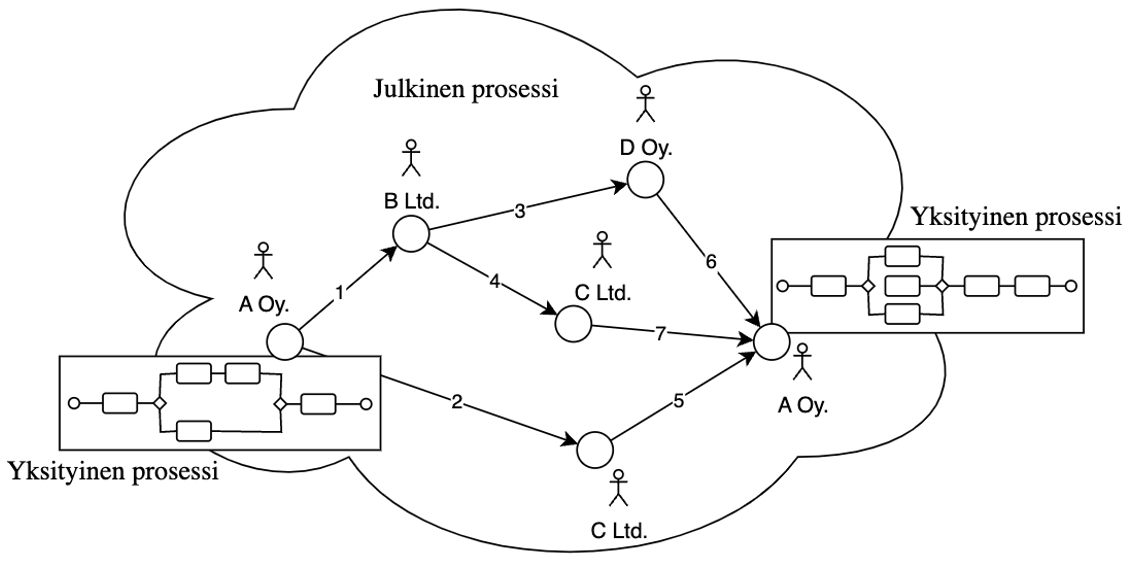 Julkinen prosessi
D Oy.
B Ltd.
3
Yksityinen prosessi
A Oy.
1
4
C Ltd.
6
7
2
5
A Oy.
Yksityinen prosessi
C Ltd.